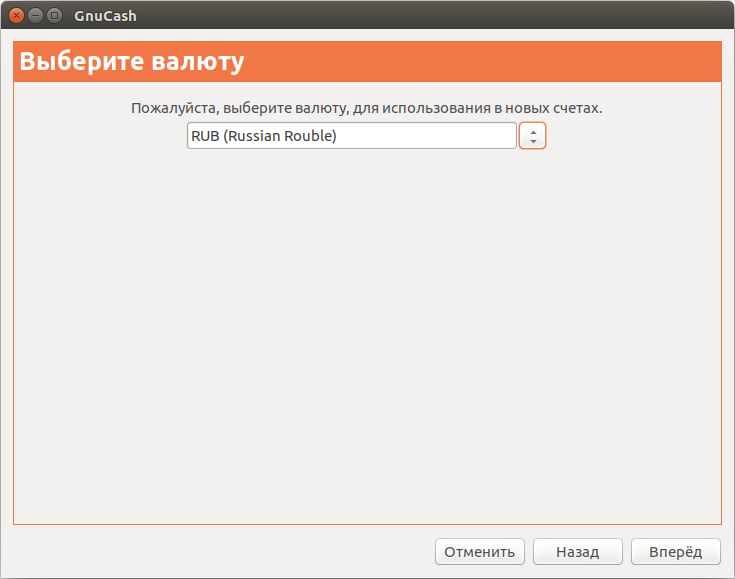 GnuCash
Выберите валюту
Пожалуйста, выберите валюту, для использования в новых счетах.
RUB (Russian Rouble)
Отменить Назад Вперёд